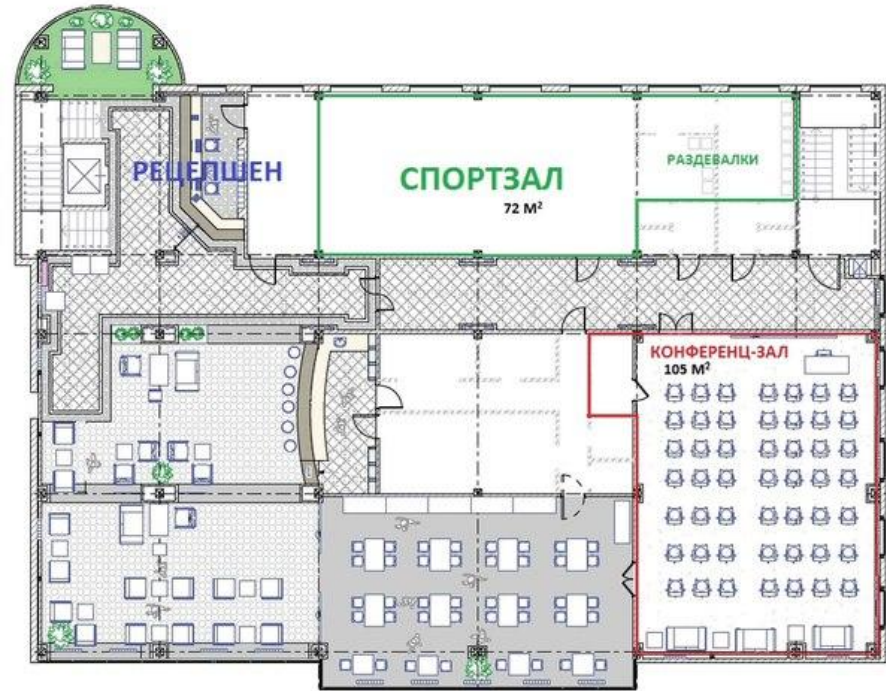 РЕЦЕПШЕН
СПОРТЗАЛ
72 М²
РАЗДЕВАЛКИ
КОНФЕРЕНЦ-ЗАЛ
105 М²